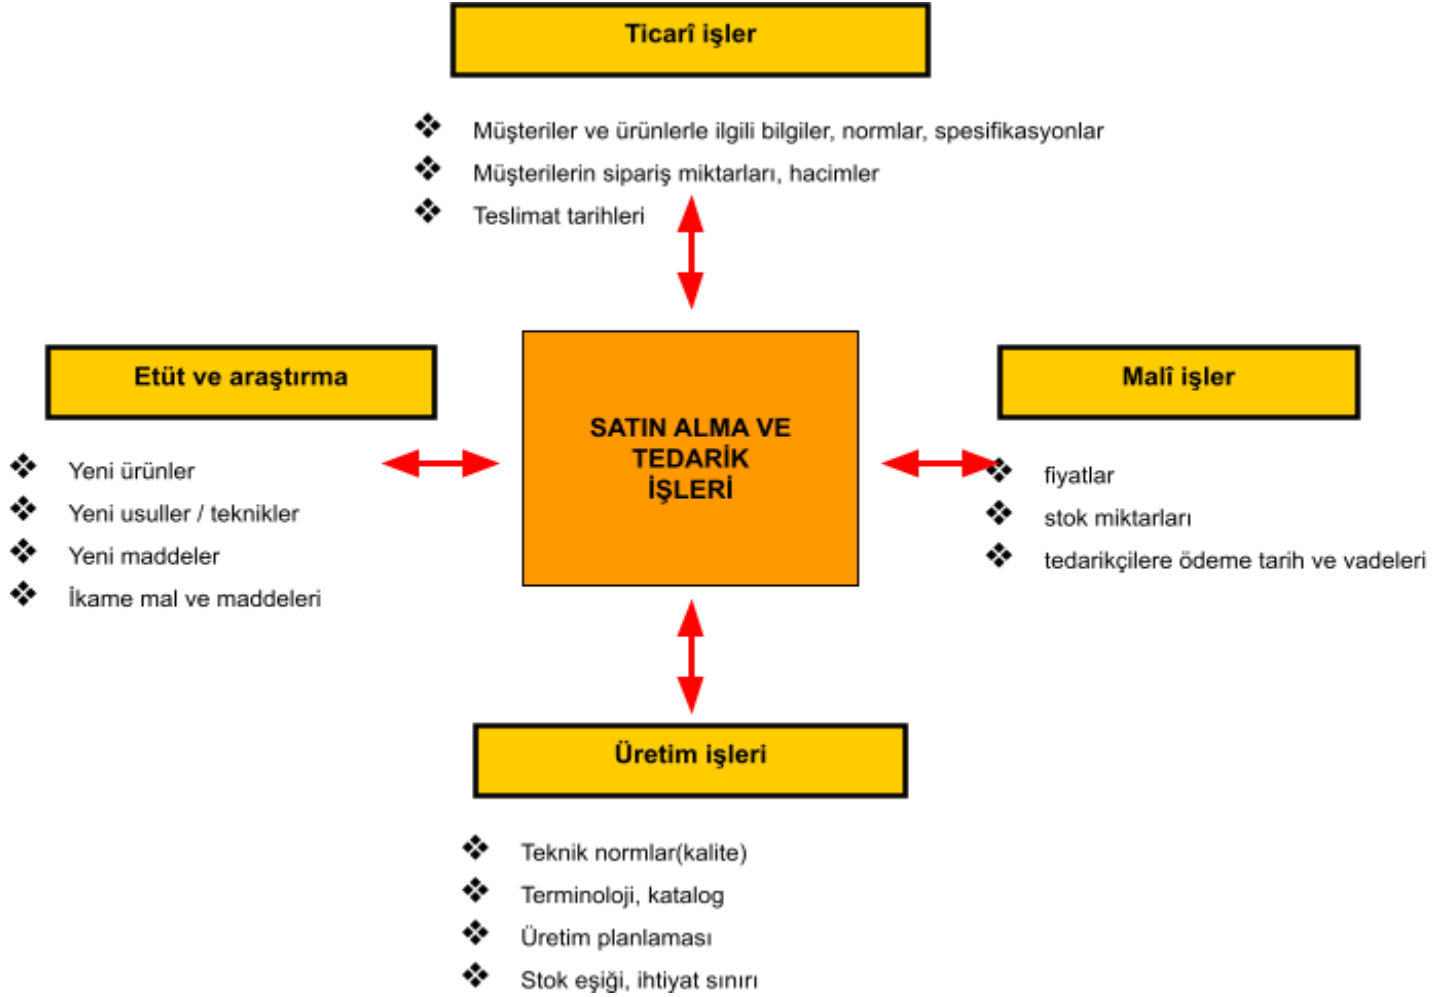 Ticarî işler
Müşteriler ve ürünlerle ilgili bilgiler, normlar, spesifikasyonlar
Müşterilerin sipariş miktarları, hacimler
Teslimat tarihleri
Etüt ve araştırma
Yeni ürünler
Yeni usuller / teknikler
Yeni maddeler
İkame mal ve maddeleri
SATIN ALMA VE
TEDARİK
İŞLERİ
Malî işler
fiyatlar
stok miktarları
tedarikçilere ödeme tarih ve vadeleri
Üretim işleri
Teknik normlar(kalite)
Terminoloji, katalog
Üretim planlaması
Stok eşiği, ihtiyat sınırı